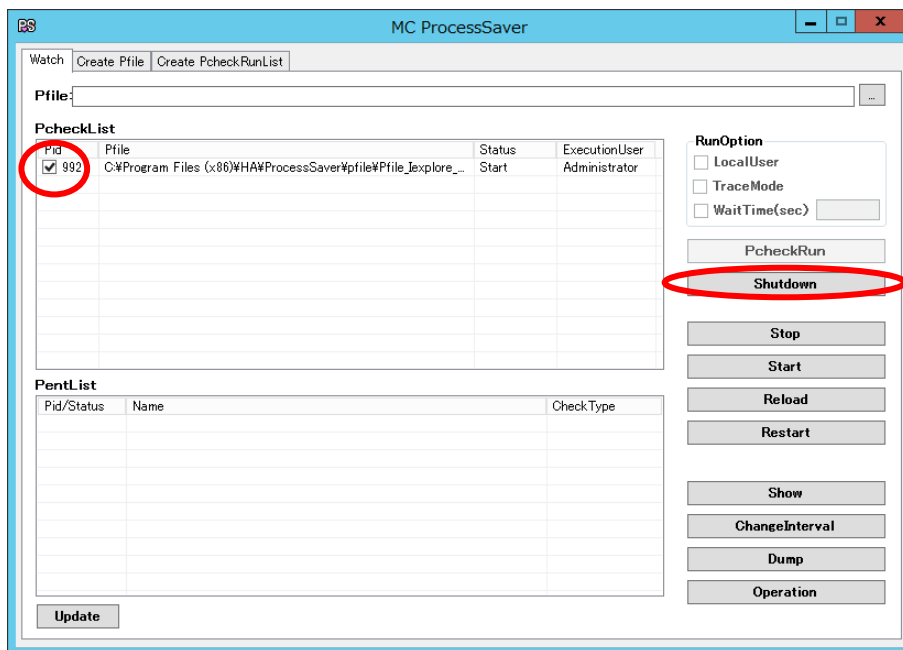 PS MC ProcessSaver
Watch Create Pfile Create PcheckRunList
Pfile: ...
PcheckList
Pid Pfile Status ExecutionUser
992 C:¥Program Files (x86)¥HA¥ProcessSaver¥pfile¥Pfile_Iexplore_... Start Administrator
RunOption
LocalUser
TraceMode
WaitTime(sec)
PcheckRun
Shutdown
Stop
Start
Reload
Restart
PentList
Pid/Status Name CheckType
Show
ChangeInterval
Dump
Operation
Update